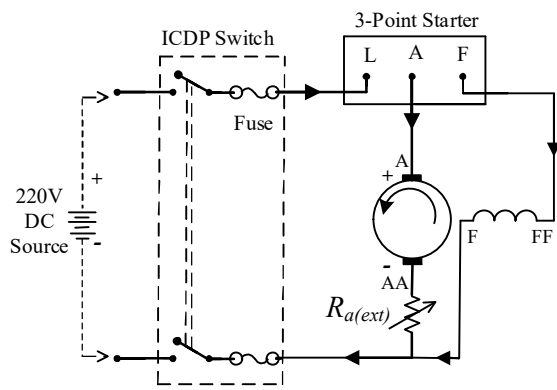 3-Point Starter
ICDP Switch
L A F
Fuse
A
+
+
220V
DC
Source
-
F FF
-
AA
Ra(ext)